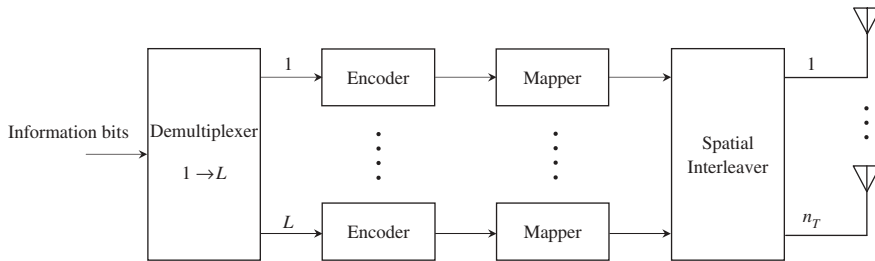 Information bits
Demultiplexer
1 → L
1
Encoder
Mapper
L
Encoder
Mapper
Spatial
Interleaver
1
n_T